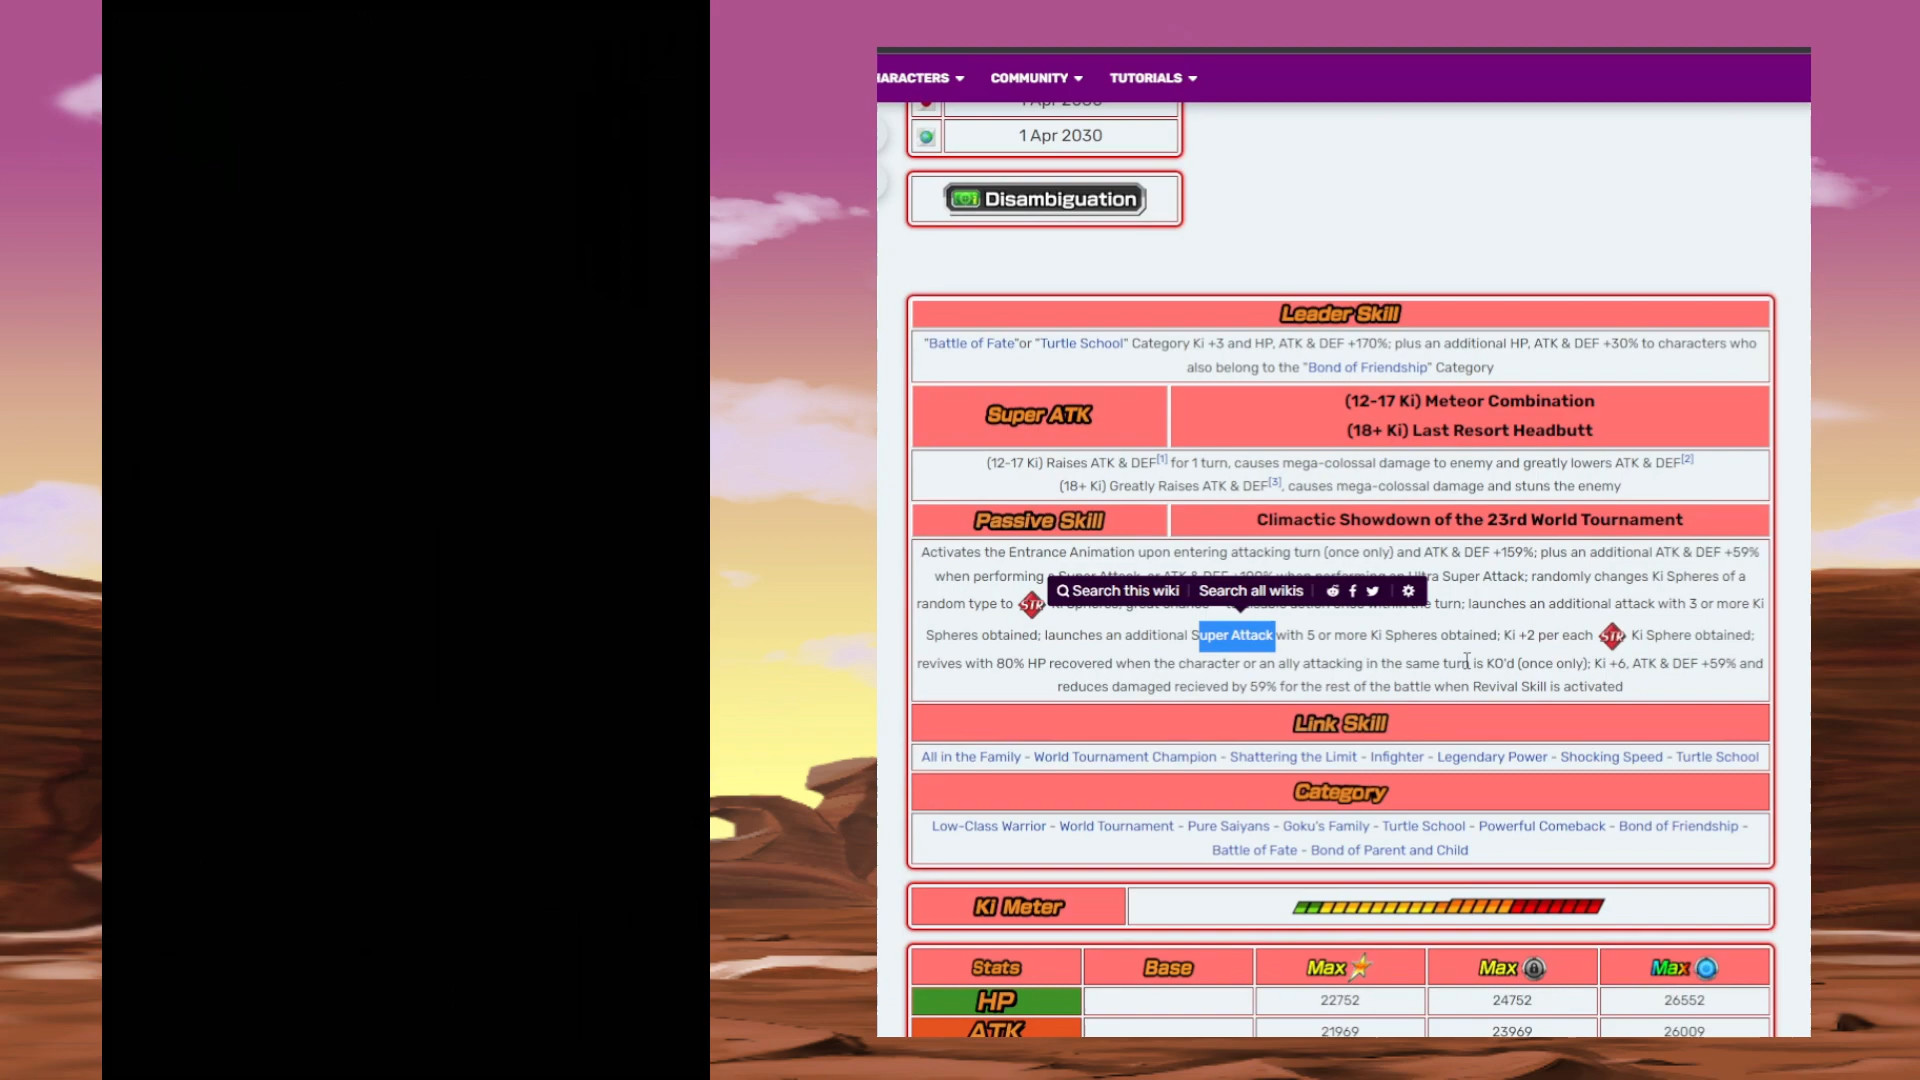 HARACTERS COMMUNITY TUTORIALS
1 Apr 2030
Disambiguation
Leader Skill
"Battle of Fate"or "Turtle School" Category Ki +3 and HP, ATK & DEF +170%; plus an additional HP, ATK & DEF +30% to characters who
also belong to the "Bond of Friendship" Category
Super ATK
(12-17 Ki) Meteor Combination
(18+ Ki) Last Resort Headbutt
(12-17 Ki) Raises ATK & DEF[1] for 1 turn, causes mega-colossal damage to enemy and greatly lowers ATK & DEF[2]
(18+ Ki) Greatly Raises ATK & DEF[3], causes mega-colossal damage and stuns the enemy
Passive Skill
Climactic Showdown of the 23rd World Tournament
Activates the Entrance Animation upon entering attacking turn (once only) and ATK & DEF +159%; plus an additional ATK & DEF +59%
when performing ra Super Attack; randomly changes Ki Spheres of a
Search this wiki Search all wikis
random type to STR turn; launches an additional attack with 3 or more Ki
Spheres obtained; launches an additional Super Attack with 5 or more Ki Spheres obtained; Ki +2 per each STR Ki Sphere obtained;
revives with 80% HP recovered when the character or an ally attacking in the same turn is KO'd (once only); Ki +6, ATK & DEF +59% and
reduces damaged recieved by 59% for the rest of the battle when Revival Skill is activated
Link Skill
All in the Family - World Tournament Champion - Shattering the Limit - Infighter - Legendary Power - Shocking Speed - Turtle School
Category
Low-Class Warrior - World Tournament - Pure Saiyans - Goku's Family - Turtle School - Powerful Comeback - Bond of Friendship -
Battle of Fate - Bond of Parent and Child
Ki Meter
Stats Base Max Max Max
HP 22752 24752 26552
ATK 21969 23969 26009